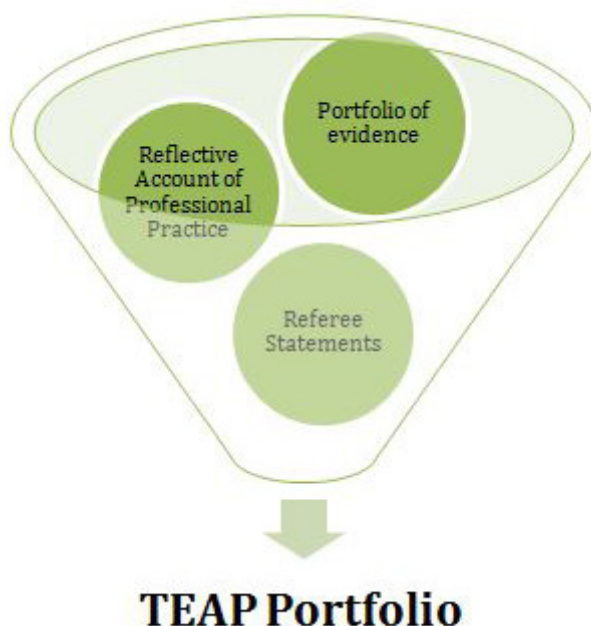 Portfolio of
evidence
Reflective
Account of
Professional
Practice
Referee
Statements
TEAP Portfolio